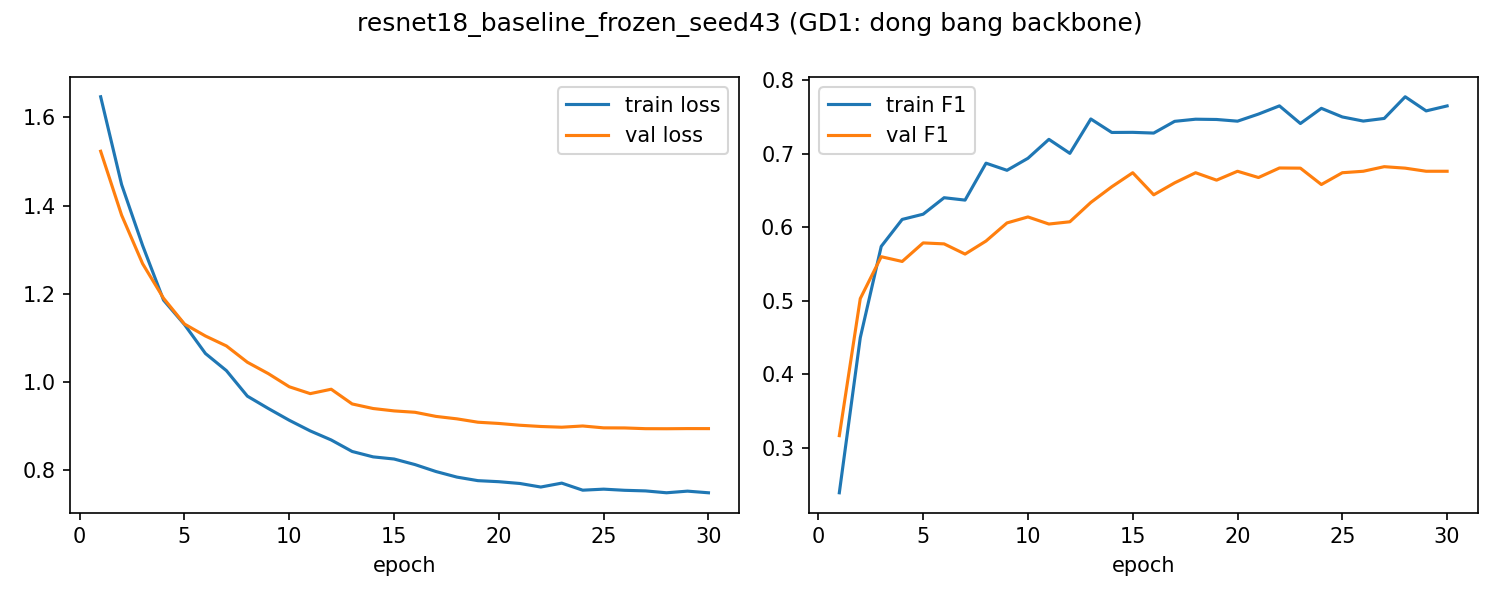 resnet18_baseline_frozen_seed43 (GD1: dong bang backbone)
train loss
val loss
1.6
1.4
1.2
1.0
0.8
0 5 10 15 20 25 30
epoch
train F1
val F1
0.8
0.7
0.6
0.5
0.4
0.3
0 5 10 15 20 25 30
epoch